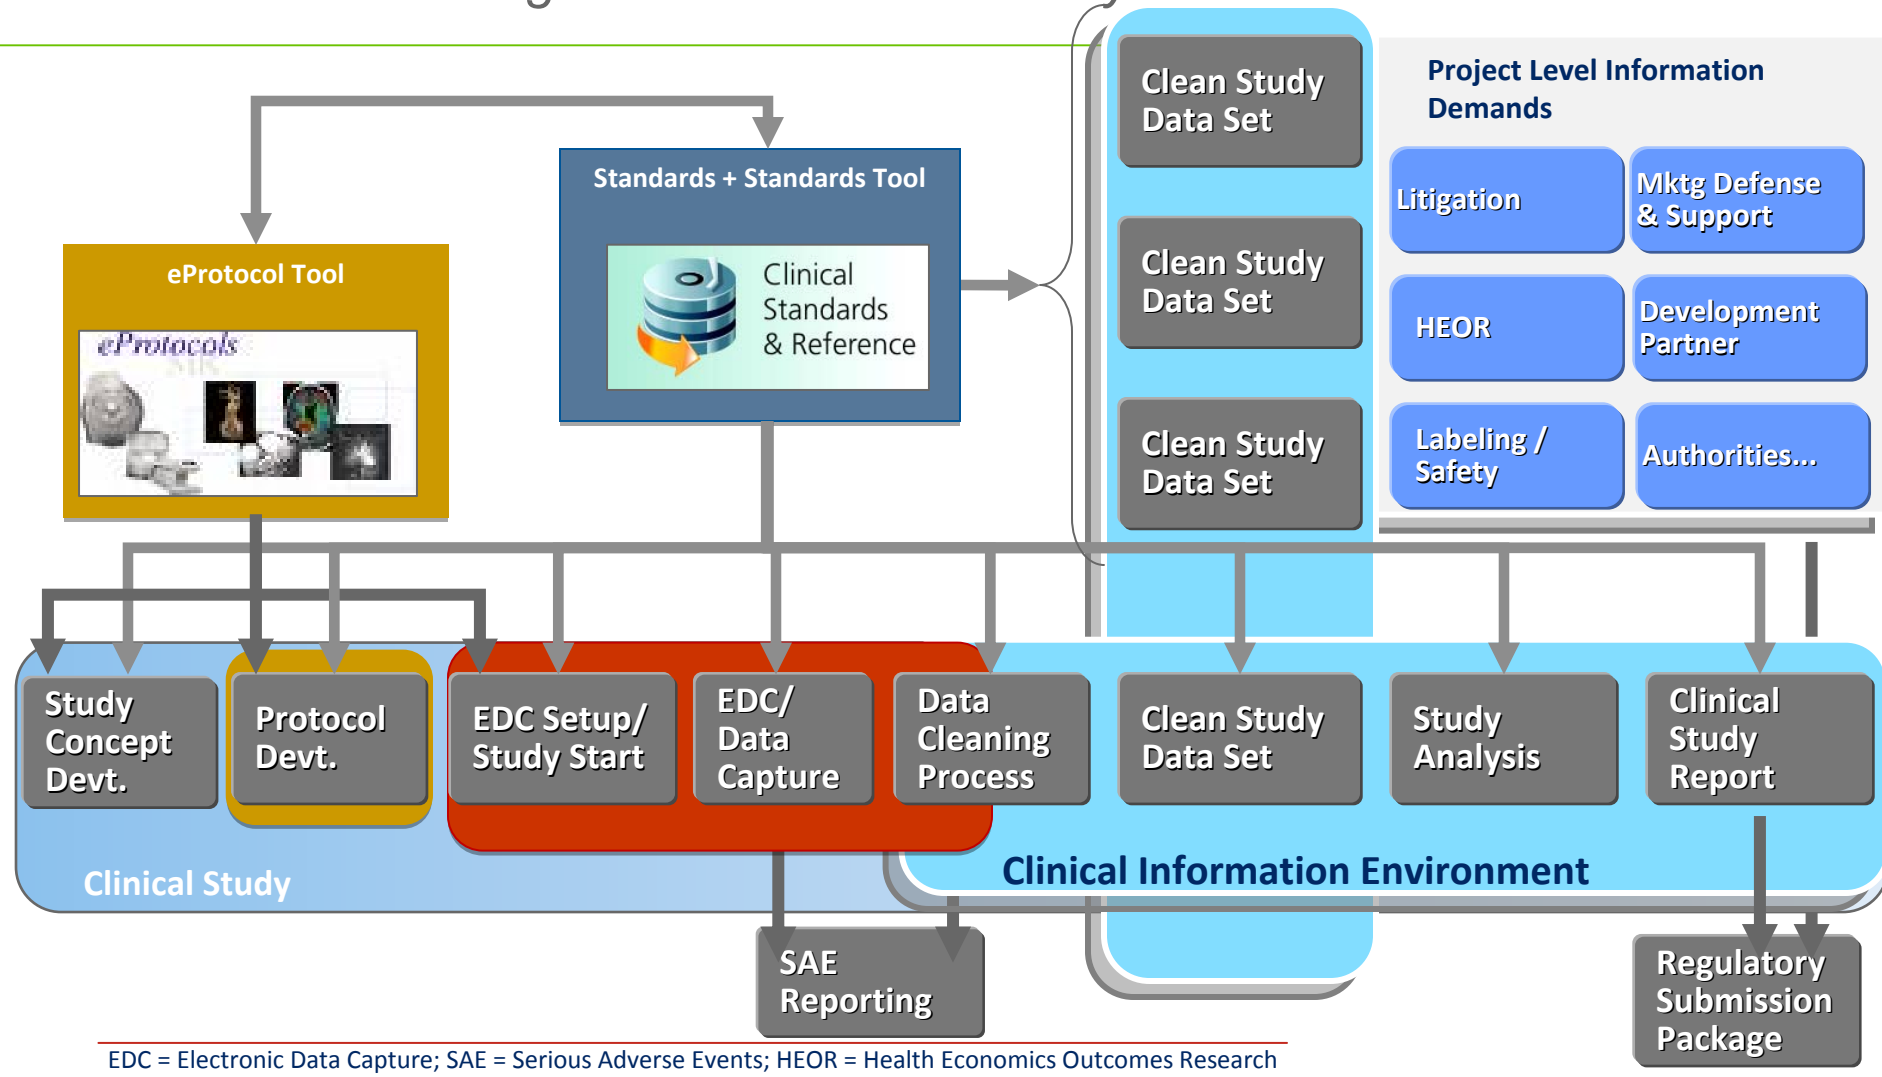 Clean Study
Data Set
Project Level Information
Demands
Standards + Standards Tool
Litigation
Mktg Defense
& Support
eProtocol Tool
Clinical
Standards
& Reference
Clean Study
Data Set
HEOR
Development
Partner
eProtocols
Clean Study
Data Set
Labeling /
Safety
Authorities...
Study
Concept
Devt.
Protocol
Devt.
EDC Setup/
Study Start
EDC/
Data
Capture
Data
Cleaning
Process
Clean Study
Data Set
Study
Analysis
Clinical
Study
Report
Clinical Study
Clinical Information Environment
SAE
Reporting
Regulatory
Submission
Package
EDC = Electronic Data Capture; SAE = Serious Adverse Events; HEOR = Health Economics Outcomes Research